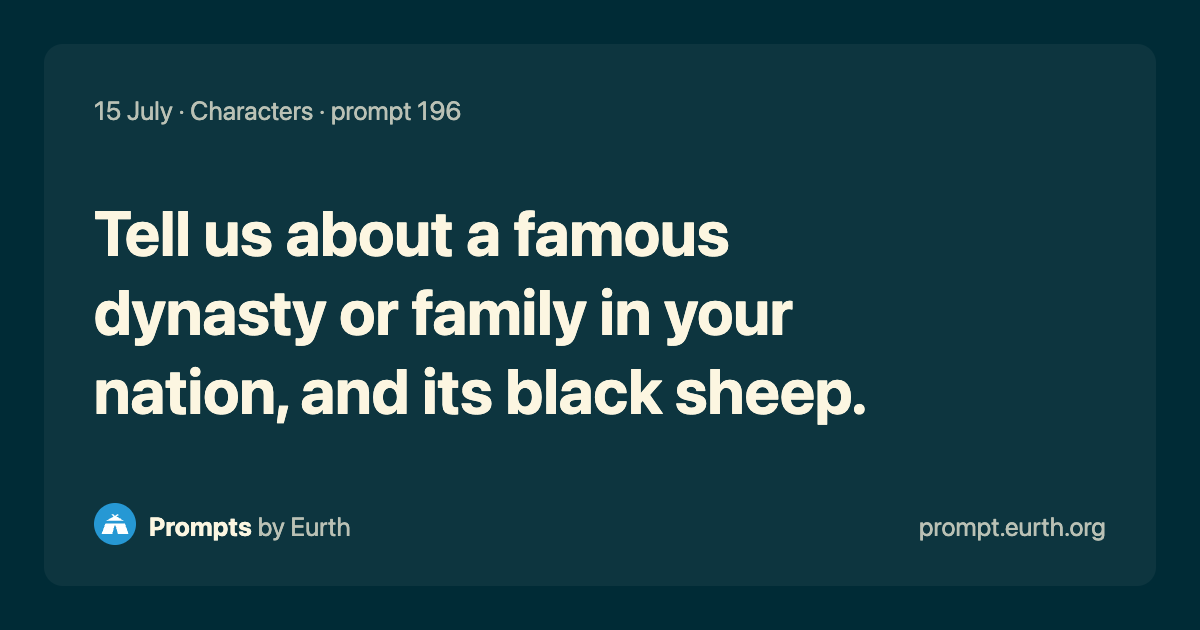 15 July · Characters · prompt 196
Tell us about a famous
dynasty or family in your
nation, and its black sheep.
Prompts by Eurth
prompt.eurth.org